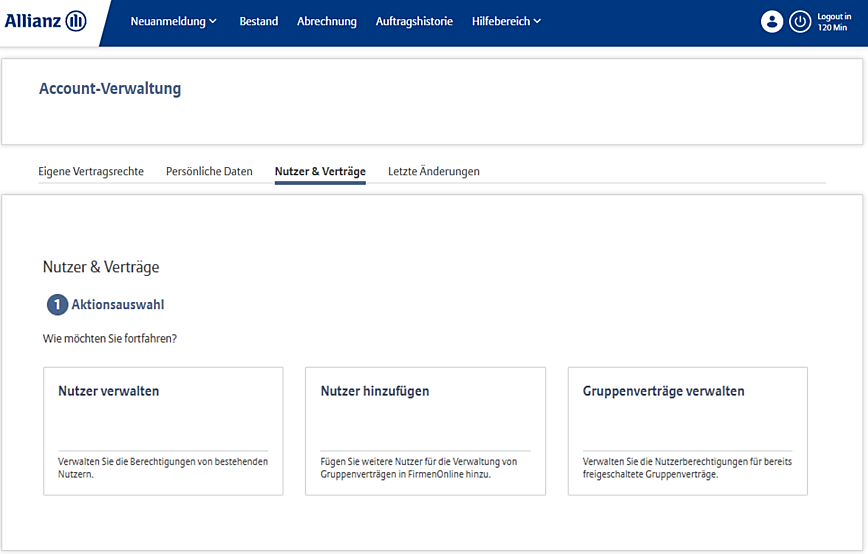 Allianz
Neuanmeldung Bestand Abrechnung Auftragshistorie Hilfebereich
Logout in
120 Min
Account-Verwaltung
Eigene Vertragsrechte Persönliche Daten Nutzer & Verträge Letzte Änderungen
Nutzer & Verträge
1 Aktionsauswahl
Wie möchten Sie fortfahren?
Nutzer verwalten
Verwalten Sie die Berechtigungen von bestehenden
Nutzern.
Nutzer hinzufügen
Fügen Sie weitere Nutzer für die Verwaltung von
Gruppenverträgen in FirmenOnline hinzu.
Gruppenverträge verwalten
Verwalten Sie die Nutzerberechtigungen für bereits
freigeschaltete Gruppenverträge.